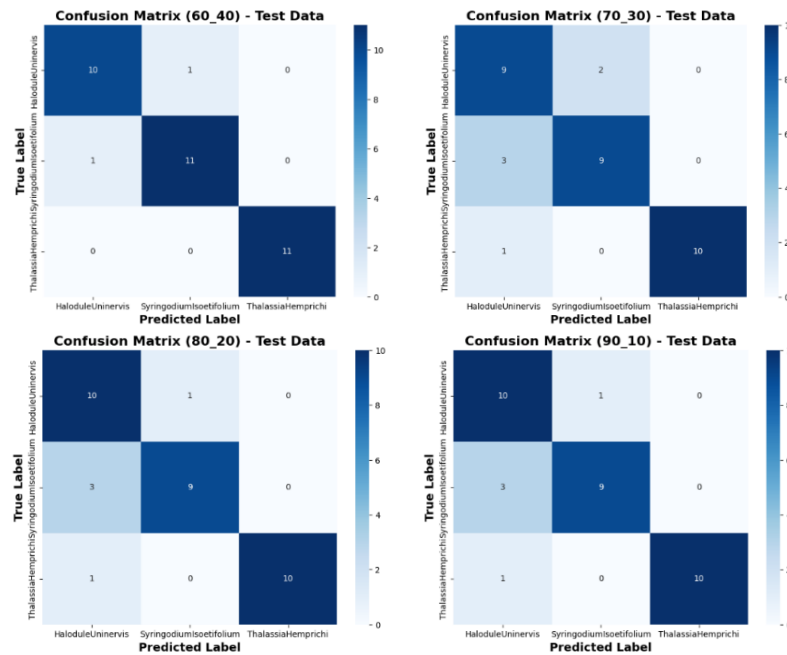 Confusion Matrix (60_40) - Test Data
True Label
HaloduleUninervis
SyringodiumIsoetifolium
ThalassiaHemprichi
10 1 0
1 11 0
0 0 11
10
8
6
4
2
0
HaloduleUninervis SyringodiumIsoetifolium ThalassiaHemprichi
Predicted Label
Confusion Matrix (70_30) - Test Data
True Label
HaloduleUninervis
SyringodiumIsoetifolium
ThalassiaHemprichi
9 2 0
3 9 0
1 0 10
HaloduleUninervis SyringodiumIsoetifolium ThalassiaHemprichi
Predicted Label
Confusion Matrix (80_20) - Test Data
True Label
HaloduleUninervis
SyringodiumIsoetifolium
ThalassiaHemprichi
10 1 0
3 9 0
1 0 10
10
8
6
4
2
0
HaloduleUninervis SyringodiumIsoetifolium ThalassiaHemprichi
Predicted Label
Confusion Matrix (90_10) - Test Data
True Label
HaloduleUninervis
SyringodiumIsoetifolium
ThalassiaHemprichi
10 1 0
3 9 0
1 0 10
HaloduleUninervis SyringodiumIsoetifolium ThalassiaHemprichi
Predicted Label